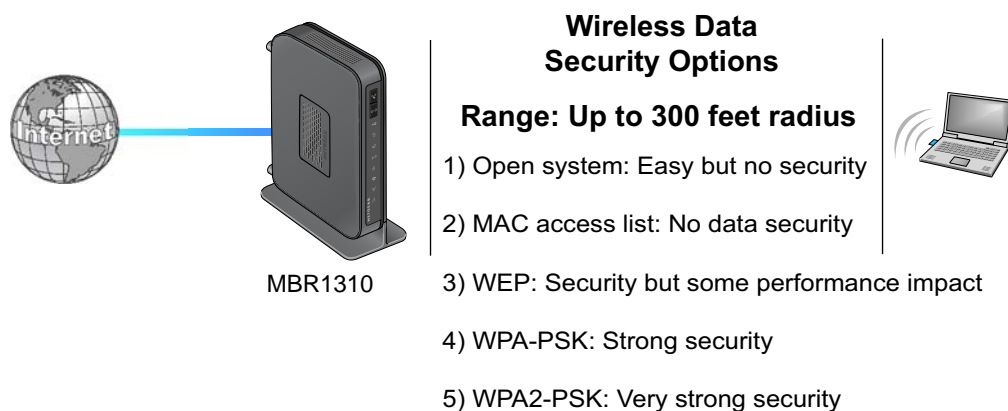 Wireless Data
Security Options
Internet
Range: Up to 300 feet radius
1) Open system: Easy but no security
2) MAC access list: No data security
NETGEAR
MBR1310
3) WEP: Security but some performance impact
4) WPA-PSK: Strong security
5) WPA2-PSK: Very strong security